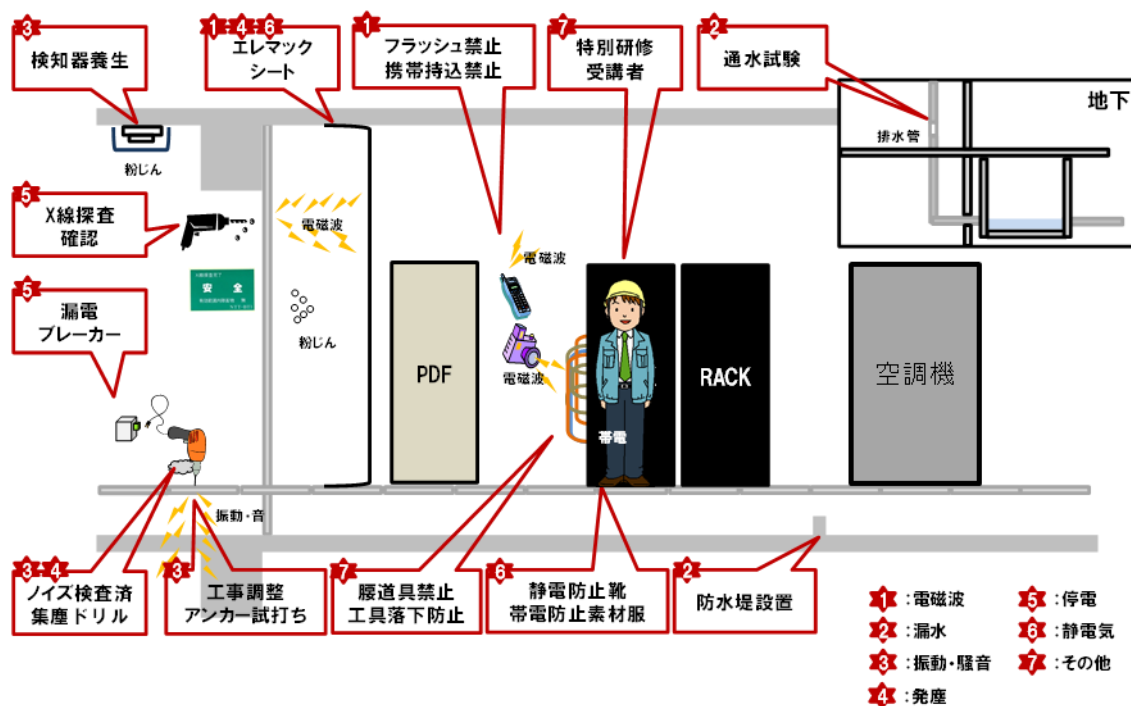 3
検知器養生
1 4 6
エレマック
シート
1
フラッシュ禁止
携帯持込禁止
7
特別研修
受講者
2
通水試験
地下
排水管
粉じん
5
X線探査
確認
電磁波
電磁波
安 全
5
漏電
ブレーカー
粉じん
PDF
電磁波
RACK
空調機
帯電
振動・音
3 4
ノイズ検査済
集塵ドリル
3
工事調整
アンカー試打ち
7
腰道具禁止
工具落下防止
6
静電防止靴
帯電防止素材服
2
防水堤設置
1:電磁波
2:漏水
3:振動・騒音
4:発塵
5:停電
6:静電気
7:その他